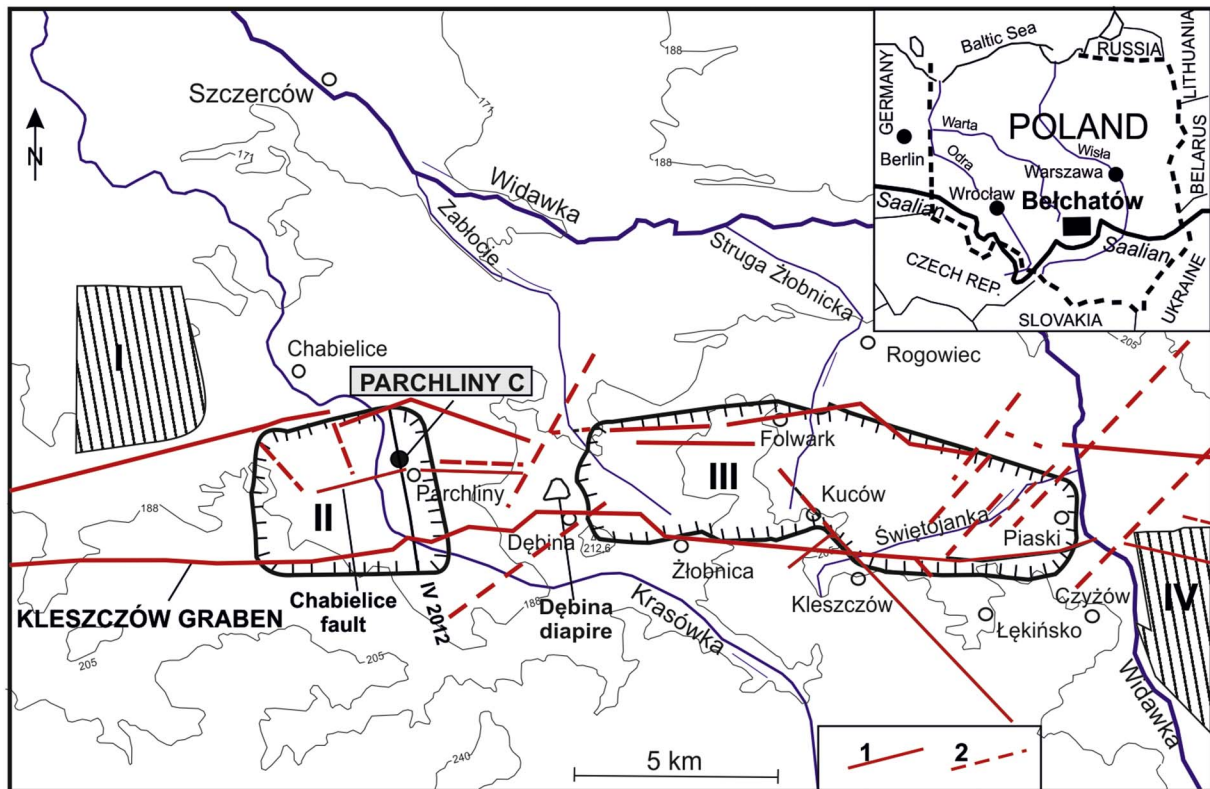 188
171
Szczerców
171
188
N
Widawka
Zabłocie
Struga Żłobnicka
Baltic Sea
RUSSIA
LITHUANIA
GERMANY
POLAND
Warta
Wisła
BELARUS
Berlin
Odra
Warszawa
Wrocław
Bełchatów
Saalian
Saalian
CZECH REP.
UKRAINE
SLOVAKIA
205
I
Chabielice
Rogowiec
PARCHLINY C
Folwark
III
188
II
Parchliny
Kuców
Świętojanka
Piaski
Dębina
212,6
Żłobnica
205
Kleszczów
IV
KLESZCZÓW GRABEN
Chabielice
fault
IV 2012
188
Dębina
diapire
Krasówka
Łękińsko
Czyżów
Widawka
205
205
240
5 km
1
2